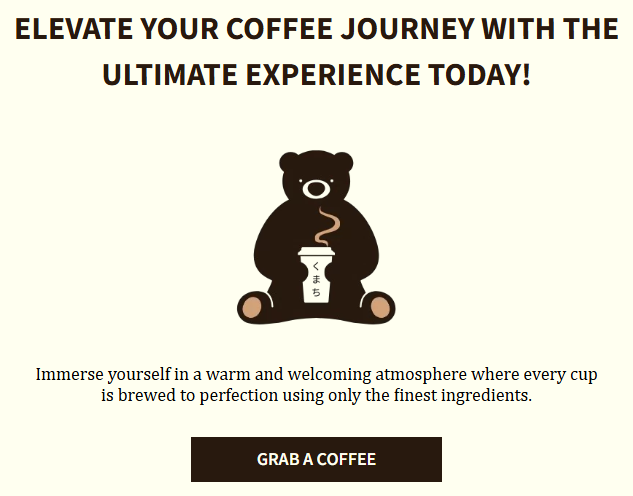 ELEVATE YOUR COFFEE JOURNEY WITH THE
ULTIMATE EXPERIENCE TODAY!
くまち
Immerse yourself in a warm and welcoming atmosphere where every cup
is brewed to perfection using only the finest ingredients.
GRAB A COFFEE